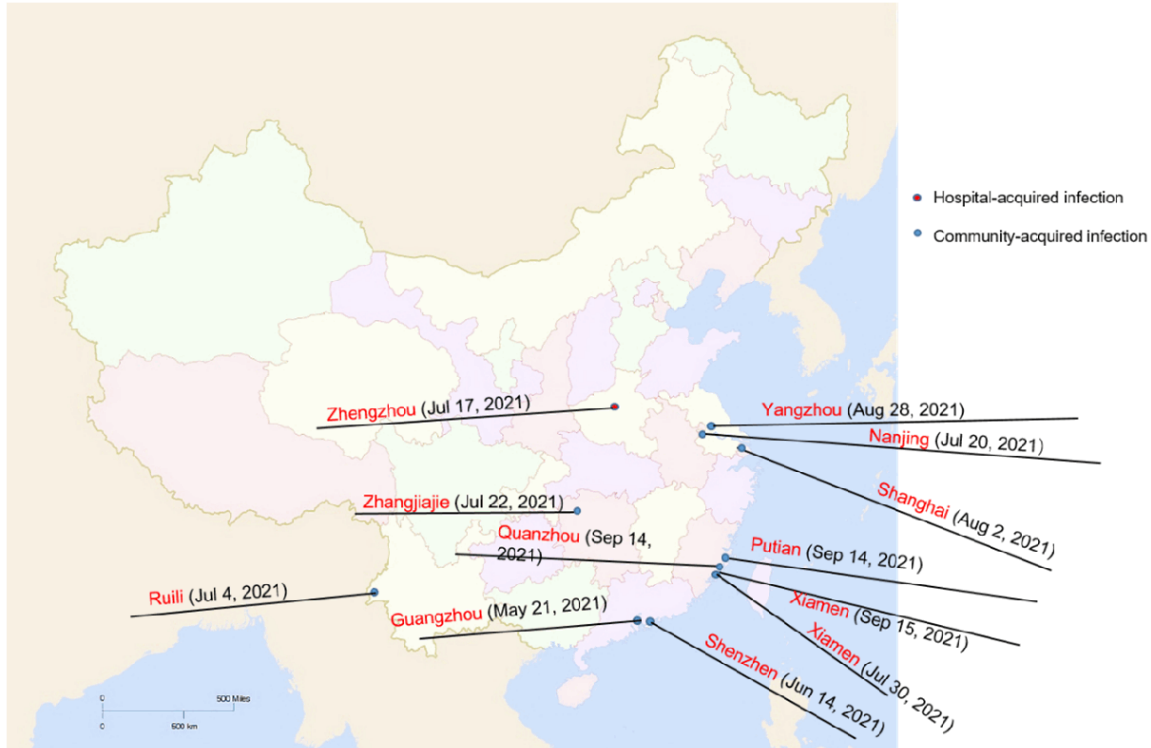 Hospital-acquired infection
Community-acquired infection
Zhengzhou (Jul 17, 2021)
Yangzhou (Aug 28, 2021)
Nanjing (Jul 20, 2021)
Zhangjiajie (Jul 22, 2021)
Shanghai (Aug 2, 2021)
Quanzhou (Sep 14,
2021)
Putian (Sep 14, 2021)
Ruili (Jul 4, 2021)
Guangzhou (May 21, 2021)
Xiamen (Sep 15, 2021)
Xiamen (Jul 30, 2021)
Shenzhen (Jun 14, 2021)
0 500 Miles
0 500 km